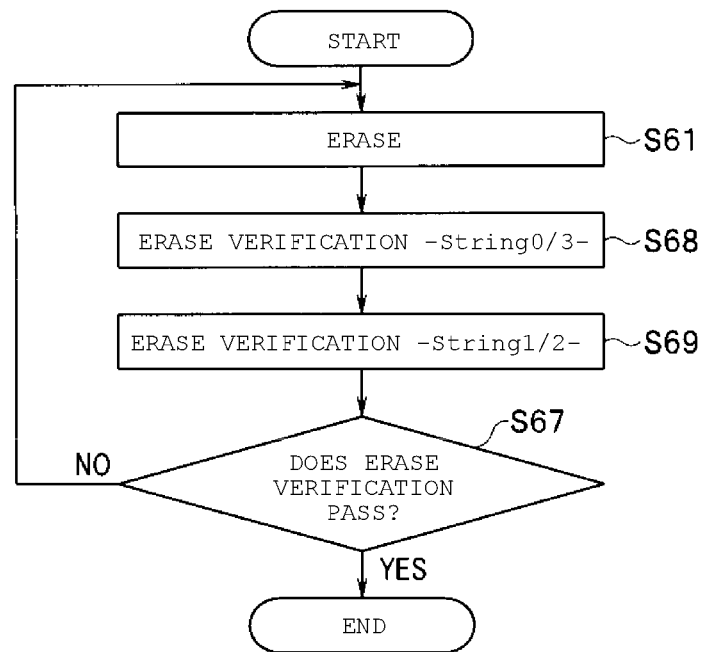 START
ERASE
S61
ERASE VERIFICATION -String0/3-
S68
ERASE VERIFICATION -String1/2-
S69
S67
NO
DOES ERASE
VERIFICATION
PASS?
YES
END